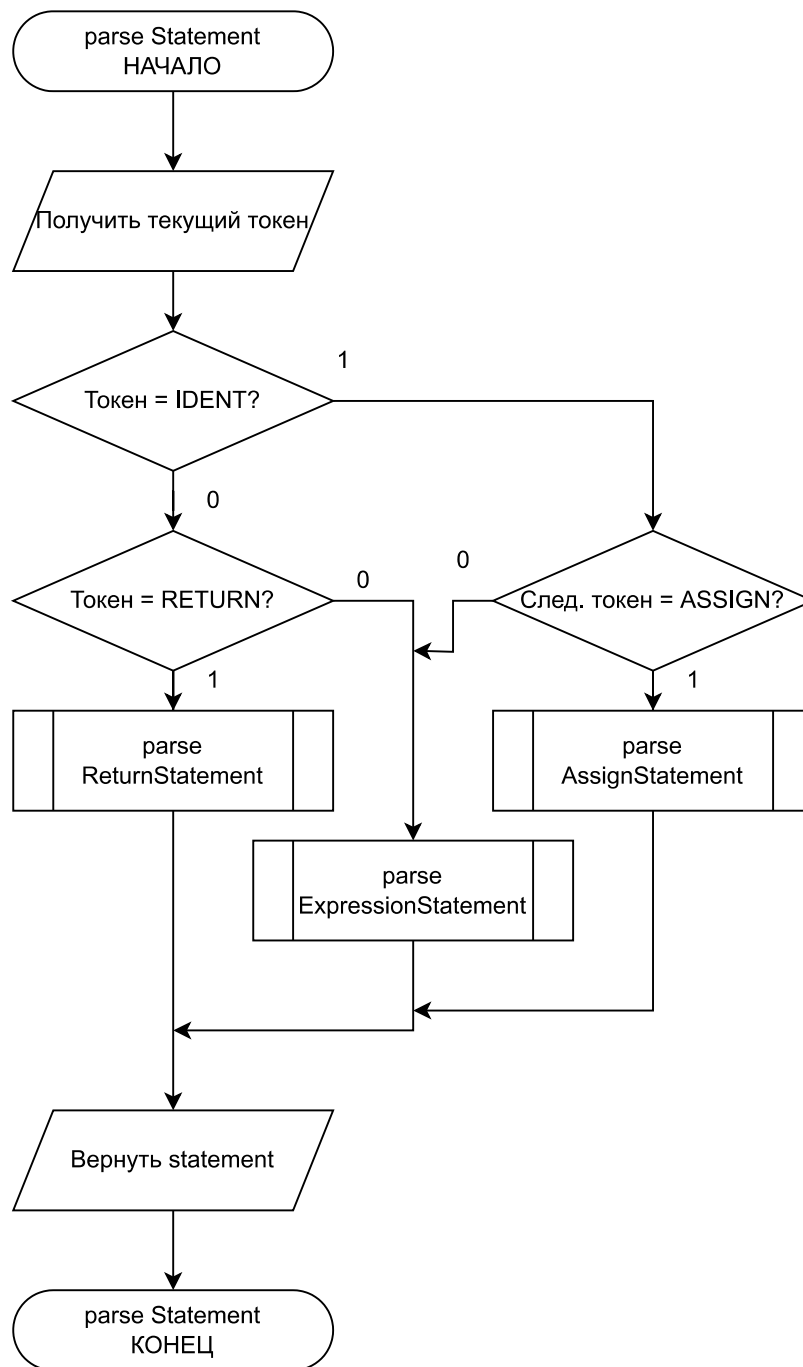 parse Statement
НАЧАЛО
Получить текущий токен
Токен = IDENT?
1
0
Токен = RETURN?
0
0
След. токен = ASSIGN?
1
1
parse
ReturnStatement
parse
AssignStatement
parse
ExpressionStatement
Вернуть statement
parse Statement
КОНЕЦ